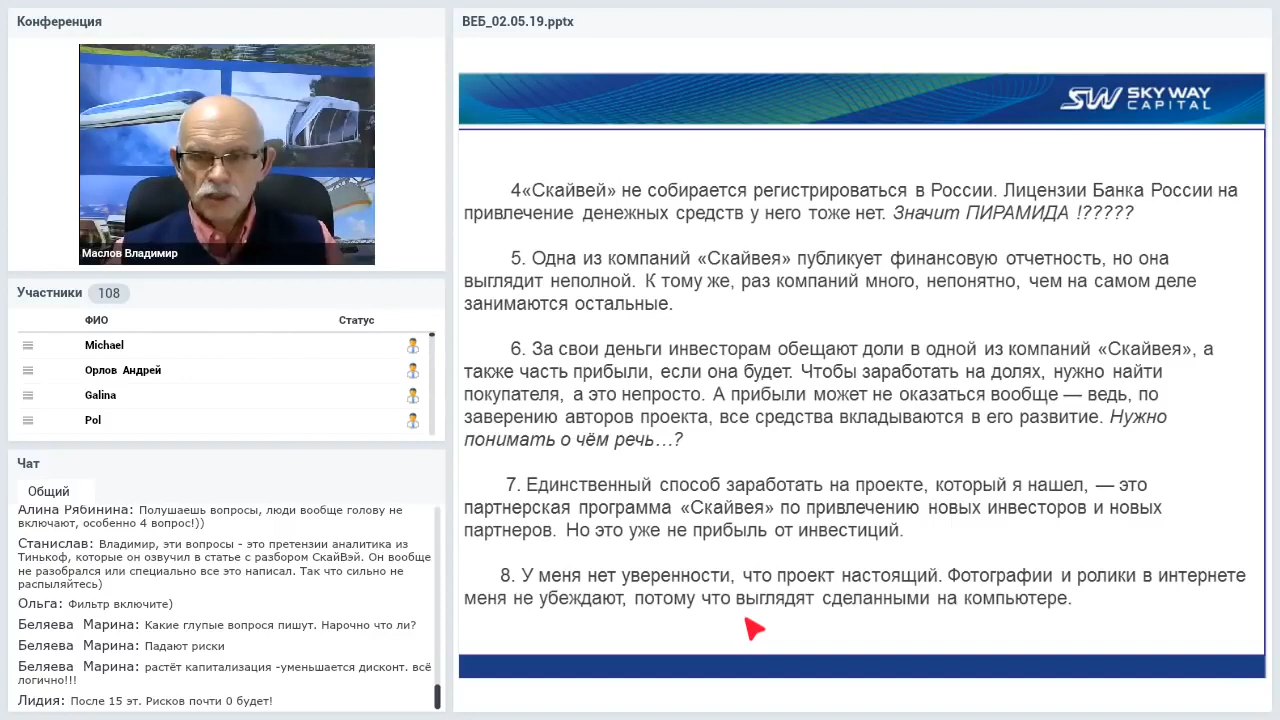 Конференция
Маслов Владимир
Участники 108
ФИО Статус
Michael
Орлов Андрей
Galina
Pol
Чат
Общий
Алина Рябинина: Полушаешь вопросы, люди вообще голову не
включают, особенно 4 вопрос!))
Станислав: Владимир, эти вопросы - это претензии аналитика из
Тинькоф, которые он озвучил в статье с разбором СкайВэй. Он вообще
не разобрался или специально все это написал. Так что сильно не
распыляйтесь)
Ольга: Фильтр включите)
Беляева Марина: Какие глупые вопрося пишут. Нарочно что ли?
Беляева Марина: Падают риски
Беляева Марина: растёт капитализация -уменьшается дисконт. всё
логично!!!
Лидия: После 15 эт. Рисков почти 0 будет!
ВЕБ_02.05.19.pptx
SW SKY WAY
CAPITAL
4«Скайвей» не собирается регистрироваться в России. Лицензии Банка России на
привлечение денежных средств у него тоже нет. Значит ПИРАМИДА !?????
5. Одна из компаний «Скайвея» публикует финансовую отчетность, но она
выглядит неполной. К тому же, раз компаний много, непонятно, чем на самом деле
занимаются остальные.
6. За свои деньги инвесторам обещают доли в одной из компаний «Скайвея», а
также часть прибыли, если она будет. Чтобы заработать на долях, нужно найти
покупателя, а это непросто. А прибыли может не оказаться вообще — ведь, по
заверению авторов проекта, все средства вкладываются в его развитие. Нужно
понимать о чём речь…?
7. Единственный способ заработать на проекте, который я нашел, — это
партнерская программа «Скайвея» по привлечению новых инвесторов и новых
партнеров. Но это уже не прибыль от инвестиций.
8. У меня нет уверенности, что проект настоящий. Фотографии и ролики в интернете
меня не убеждают, потому что выглядят сделанными на компьютере.